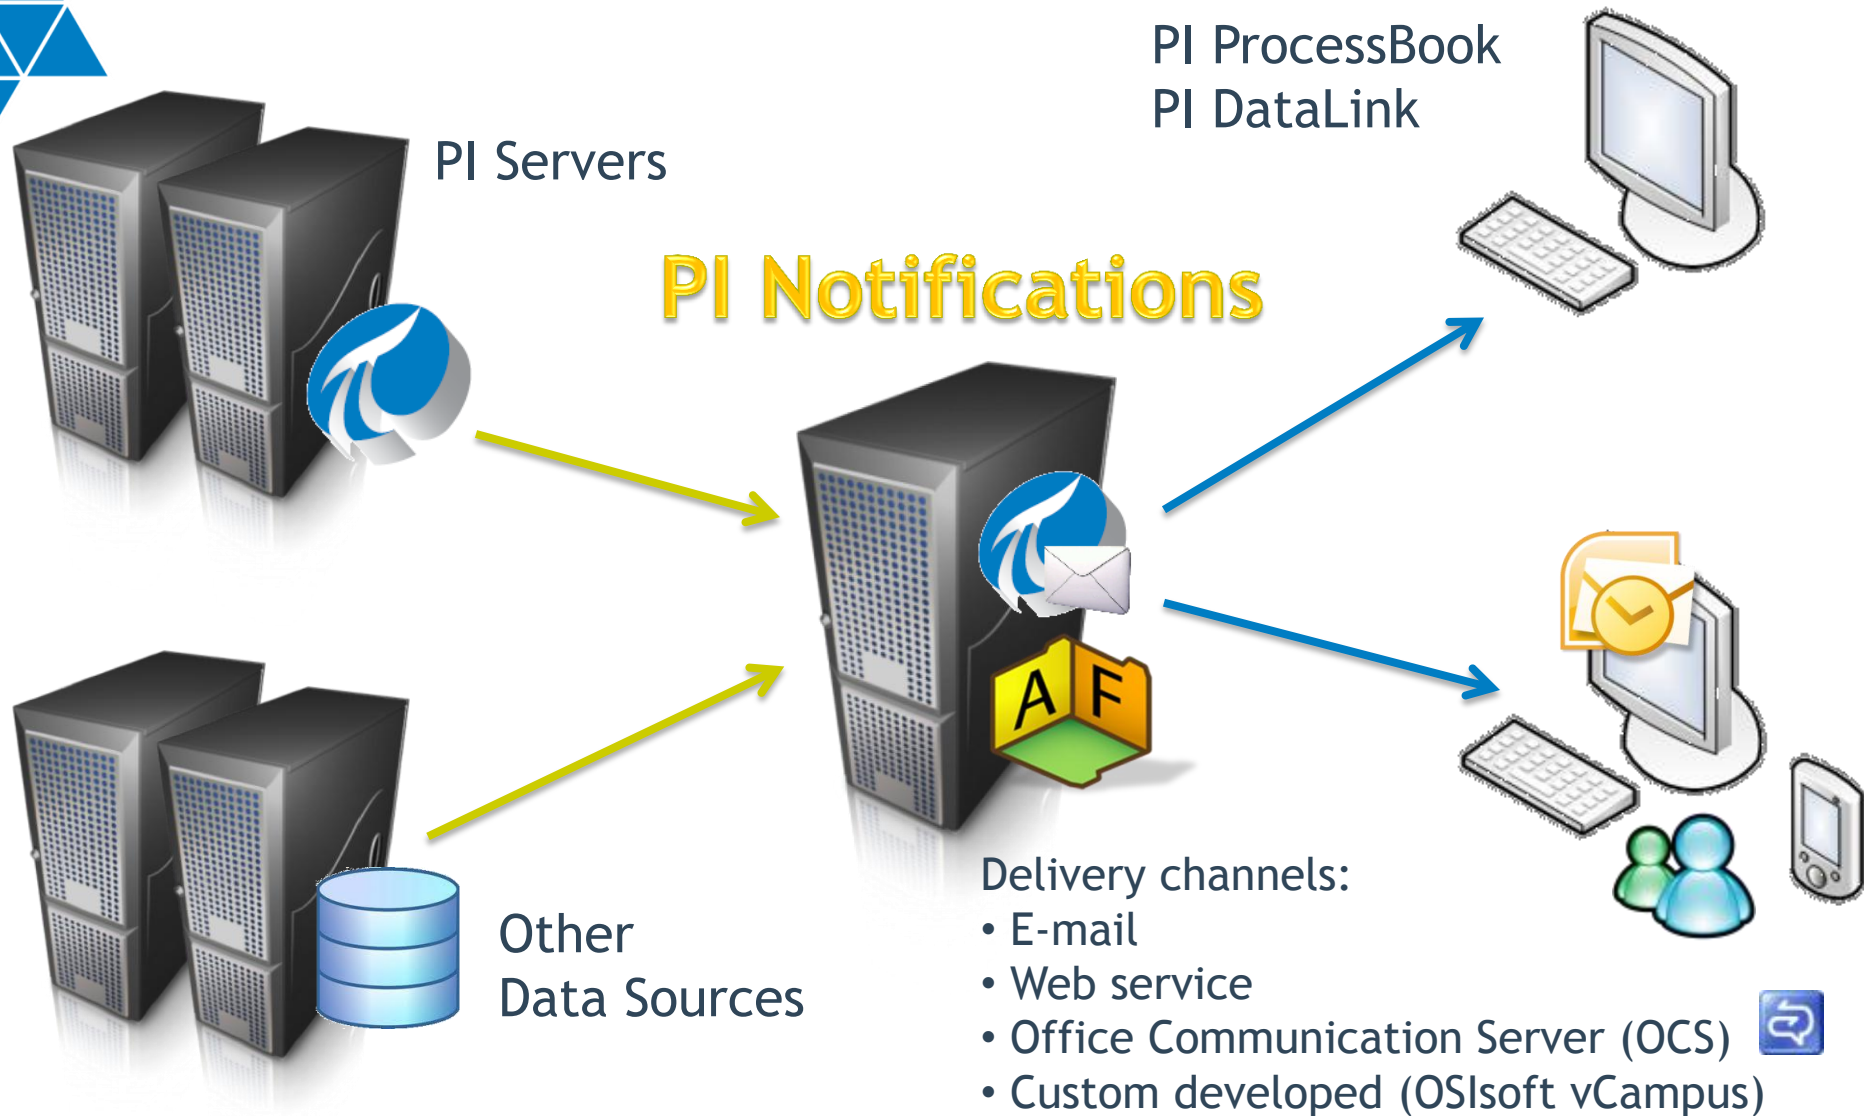 PI ProcessBook
PI DataLink
PI Servers
PI Notifications
A F
Other
Data Sources
Delivery channels:
• E-mail
• Web service
• Office Communication Server (OCS)
• Custom developed (OSIsoft vCampus)